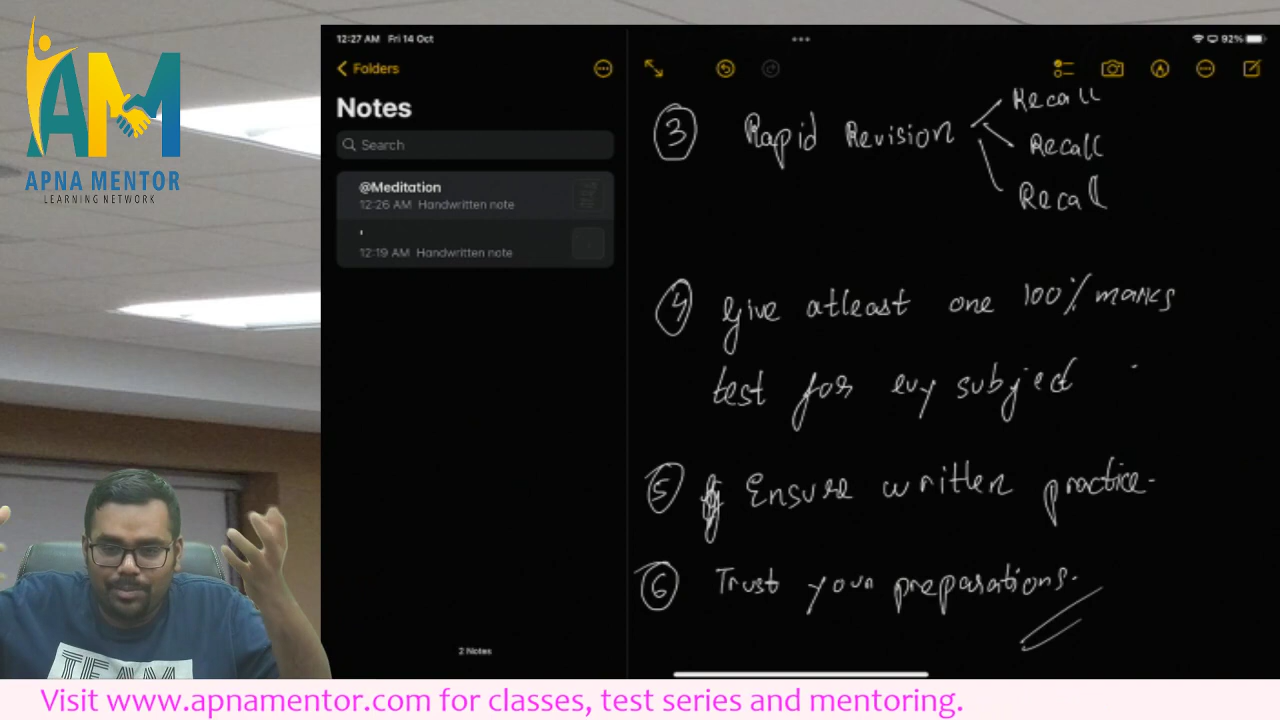 AM
APNA MENTOR
LEARNING NETWORK
12:27 AM Fri 14 Oct
92%
Folders
Notes
Search
@Meditation
12:26 AM Handwritten note
'
12:19 AM Handwritten note
2 Notes
3 Rapid Revision
Recall
Recall
Recall
4 Give atleast one 100% marks
test for evy subject
5 Ensure written practice.
6 Trust your preparations.
TEAM
Visit www.apnamentor.com for classes, test series and mentoring.